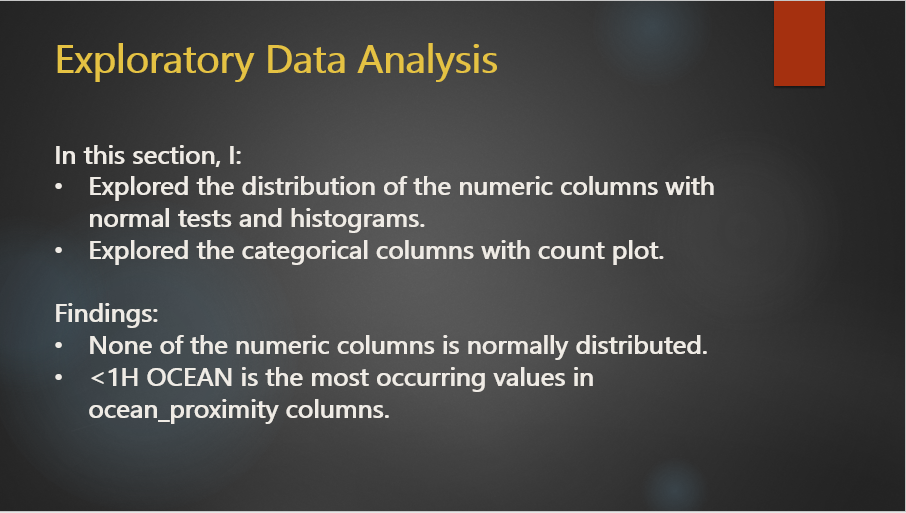 Exploratory Data Analysis
In this section, I:
• Explored the distribution of the numeric columns with
normal tests and histograms.
• Explored the categorical columns with count plot.
Findings:
• None of the numeric columns is normally distributed.
• <1H OCEAN is the most occurring values in
ocean_proximity columns.